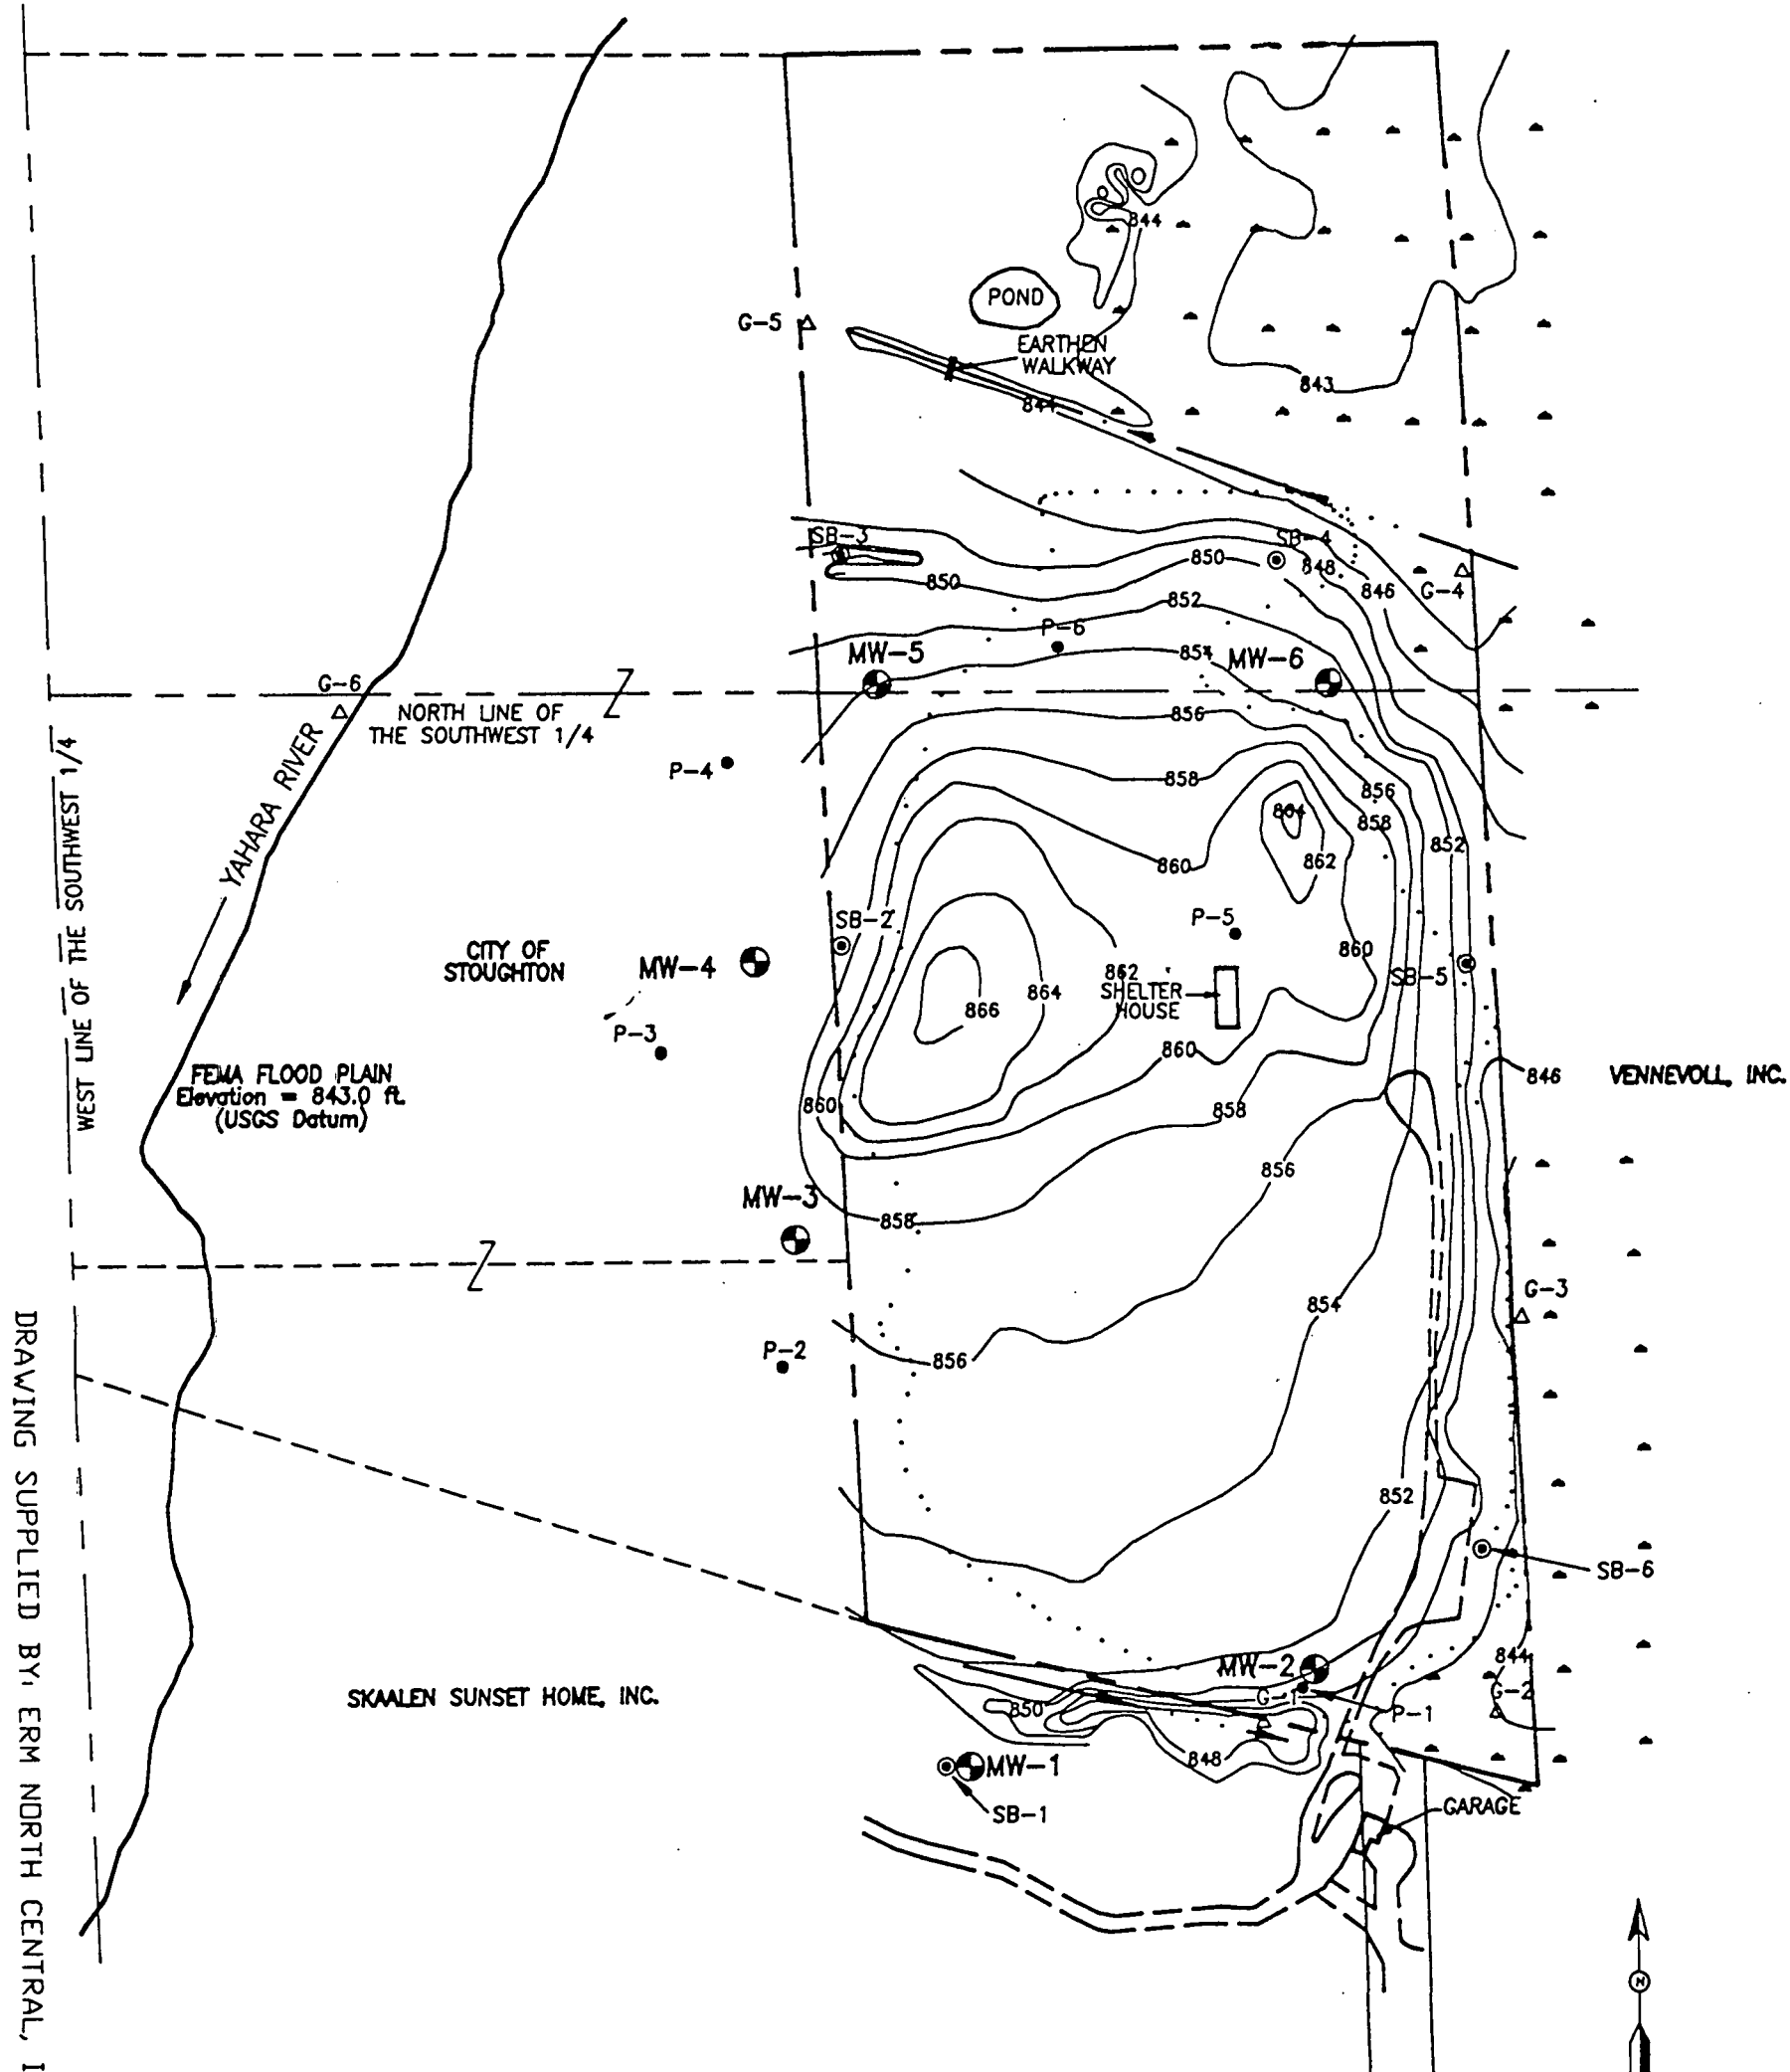 844
POND
G-5
EARTHEN
WALKWAY
843
844
SB-3
SB-4
850
848
850
846
G-4
852
P-6
MW-5
854
MW-6
G-6
NORTH LINE OF
THE SOUTHWEST 1/4
856
P-4
858
856
YAHARA RIVER
864
858
852
860
862
WEST LINE OF THE SOUTHWEST 1/4
SB-2
P-5
CITY OF
STOUGHTON
MW-4
860
862
SB-5
864
SHELTER
HOUSE
866
P-3
860
846
VENNEVOLL, INC.
FEMA FLOOD PLAIN
Elevation = 843.0 ft.
(USGS Datum)
860
858
856
MW-3
858
G-3
854
P-2
856
852
SB-6
DRAWING SUPPLIED BY: ERM NORTH CENTRAL, I
844
MW-2
G-2
SKAALEN SUNSET HOME, INC.
G-1
850
P-1
848
MW-1
SB-1
GARAGE
N